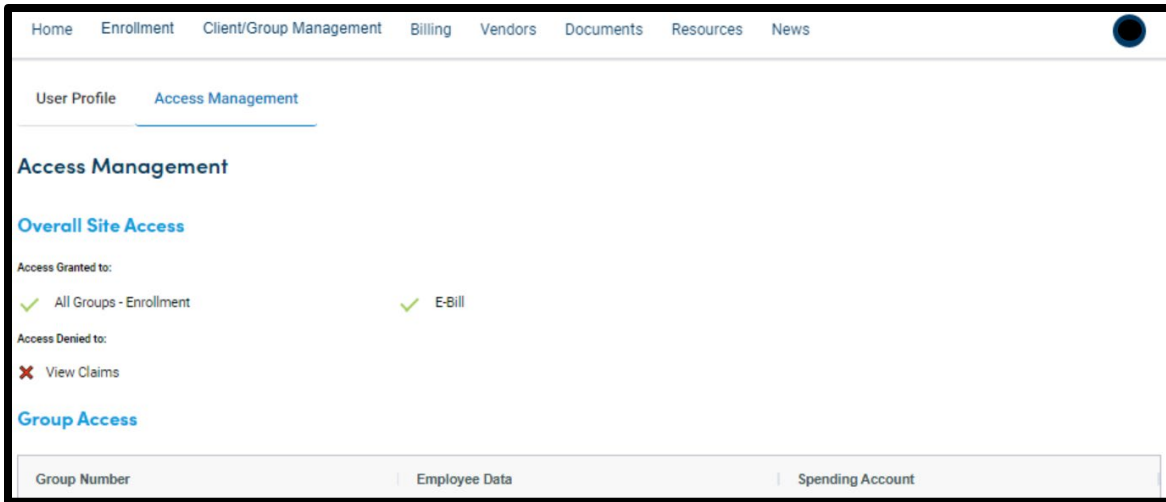 Home Enrollment Client/Group Management Billing Vendors Documents Resources News
User Profile Access Management
Access Management
Overall Site Access
Access Granted to:
All Groups - Enrollment E-Bill
Access Denied to:
View Claims
Group Access
Group Number Employee Data Spending Account